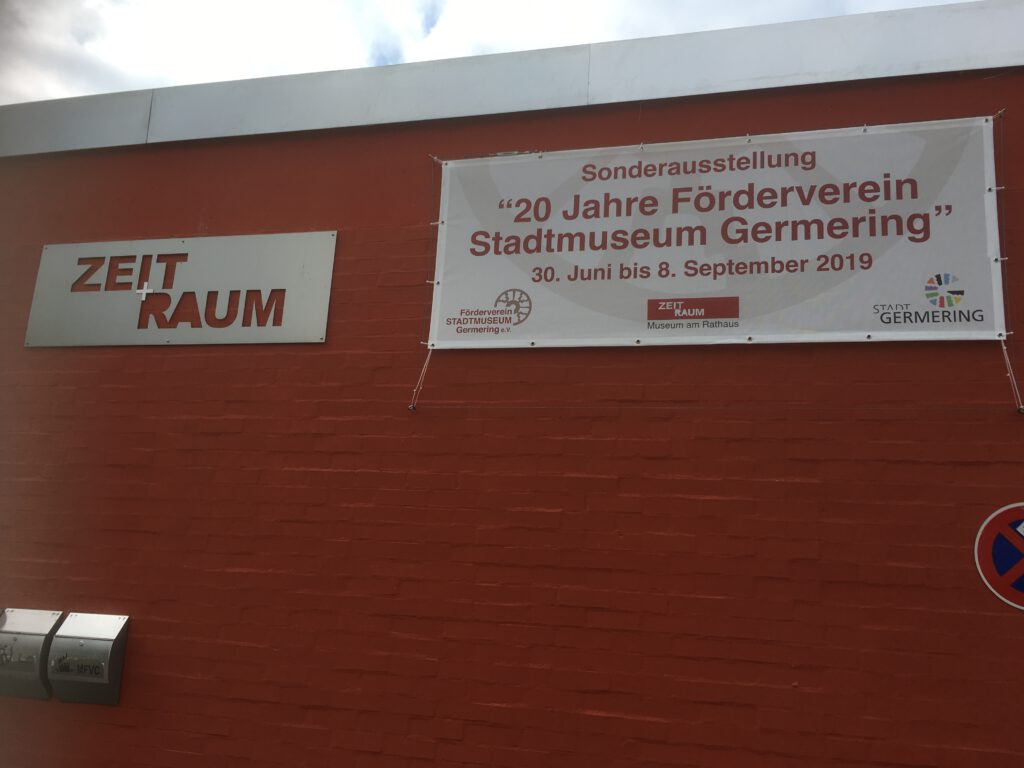 ZEIT
+RAUM
Sonderausstellung
“20 Jahre Förderverein
Stadtmuseum Germering”
30. Juni bis 8. September 2019
Förderverein
STADTMUSEUM
Germering e.V.
ZEIT
RAUM
Museum am Rathaus
STADT
GERMERING
MFVC